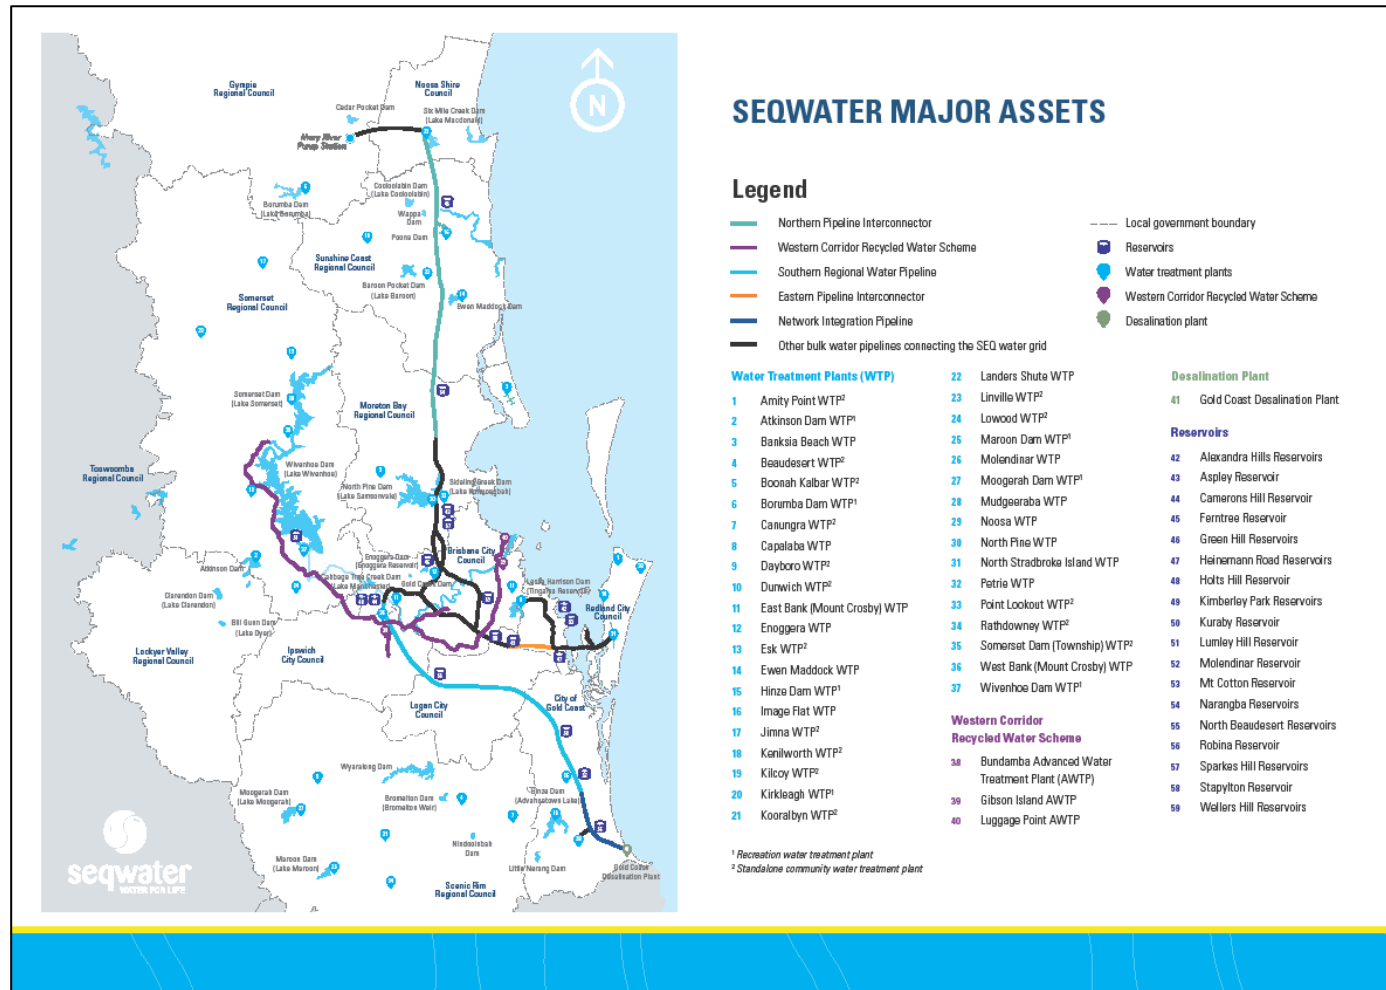 Gympie
Regional Council
Noosa Shire
Council
Cedar Pocket Dam
Six Mile Creek Dam
(Lake Macdonald)
Mary River
Pump Station
N
Cooloolabin Dam
(Lake Cooloolabin)
Borumba Dam
(Lake Borumba)
Wappa
Dam
Poona Dam
Sunshine Coast
Regional Council
Baroon Pocket Dam
(Lake Baroon)
Somerset
Regional Council
Ewen Maddock Dam
Somerset Dam
(Lake Somerset)
Moreton Bay
Regional Council
Toowoomba
Regional Council
Wivenhoe Dam
(Lake Wivenhoe)
North Pine Dam
(Lake Samsonvale)
Sideling Creek Dam
(Lake Kurwongbah)
Enoggera Dam
(Enoggera Reservoir)
Brisbane City
Council
Atkinson Dam
Cabbage Tree Creek Dam
(Lake Manchester)
Gold Creek Dam
Leslie Harrison Dam
(Tingalpa Reservoir)
Clarendon Dam
(Lake Clarendon)
Redland City
Council
Bill Gunn Dam
(Lake Dyer)
Lockyer Valley
Regional Council
Ipswich
City Council
Logan City
Council
City of
Gold Coast
Wyaralong Dam
Moogerah Dam
(Lake Moogerah)
Bromelton Dam
(Bromelton Weir)
Hinze Dam
(Advancetown Lake)
Nindooinbah
Dam
Maroon Dam
(Lake Maroon)
Little Nerang Dam
Gold Coast
Desalination Plant
Scenic Rim
Regional Council
seqwater
WATER FOR LIFE
SEQWATER MAJOR ASSETS
Legend
Northern Pipeline Interconnector
Western Corridor Recycled Water Scheme
Southern Regional Water Pipeline
Eastern Pipeline Interconnector
Network Integration Pipeline
Other bulk water pipelines connecting the SEQ water grid
Local government boundary
Reservoirs
Water treatment plants
Western Corridor Recycled Water Scheme
Desalination plant
Water Treatment Plants (WTP)
1 Amity Point WTP²
2 Atkinson Dam WTP¹
3 Banksia Beach WTP
4 Beaudesert WTP²
5 Boonah Kalbar WTP²
6 Borumba Dam WTP¹
7 Canungra WTP²
8 Capalaba WTP
9 Dayboro WTP²
10 Dunwich WTP²
11 East Bank (Mount Crosby) WTP
12 Enoggera WTP
13 Esk WTP²
14 Ewen Maddock WTP
15 Hinze Dam WTP¹
16 Image Flat WTP
17 Jimna WTP²
18 Kenilworth WTP²
19 Kilcoy WTP²
20 Kirkleagh WTP¹
21 Kooralbyn WTP²
22 Landers Shute WTP
23 Linville WTP²
24 Lowood WTP²
25 Maroon Dam WTP¹
26 Molendinar WTP
27 Moogerah Dam WTP¹
28 Mudgeeraba WTP
29 Noosa WTP
30 North Pine WTP
31 North Stradbroke Island WTP
32 Petrie WTP
33 Point Lookout WTP²
34 Rathdowney WTP²
35 Somerset Dam (Township) WTP²
36 West Bank (Mount Crosby) WTP
37 Wivenhoe Dam WTP¹
Western Corridor
Recycled Water Scheme
38 Bundamba Advanced Water
Treatment Plant (AWTP)
39 Gibson Island AWTP
40 Luggage Point AWTP
Desalination Plant
41 Gold Coast Desalination Plant
Reservoirs
42 Alexandra Hills Reservoirs
43 Aspley Reservoir
44 Camerons Hill Reservoir
45 Ferntree Reservoir
46 Green Hill Reservoirs
47 Heinemann Road Reservoirs
48 Holts Hill Reservoir
49 Kimberley Park Reservoirs
50 Kuraby Reservoir
51 Lumley Hill Reservoir
52 Molendinar Reservoir
53 Mt Cotton Reservoir
54 Narangba Reservoirs
55 North Beaudesert Reservoirs
56 Robina Reservoir
57 Sparkes Hill Reservoirs
58 Stapylton Reservoir
59 Wellers Hill Reservoirs
¹ Recreation water treatment plant
² Standalone community water treatment plant